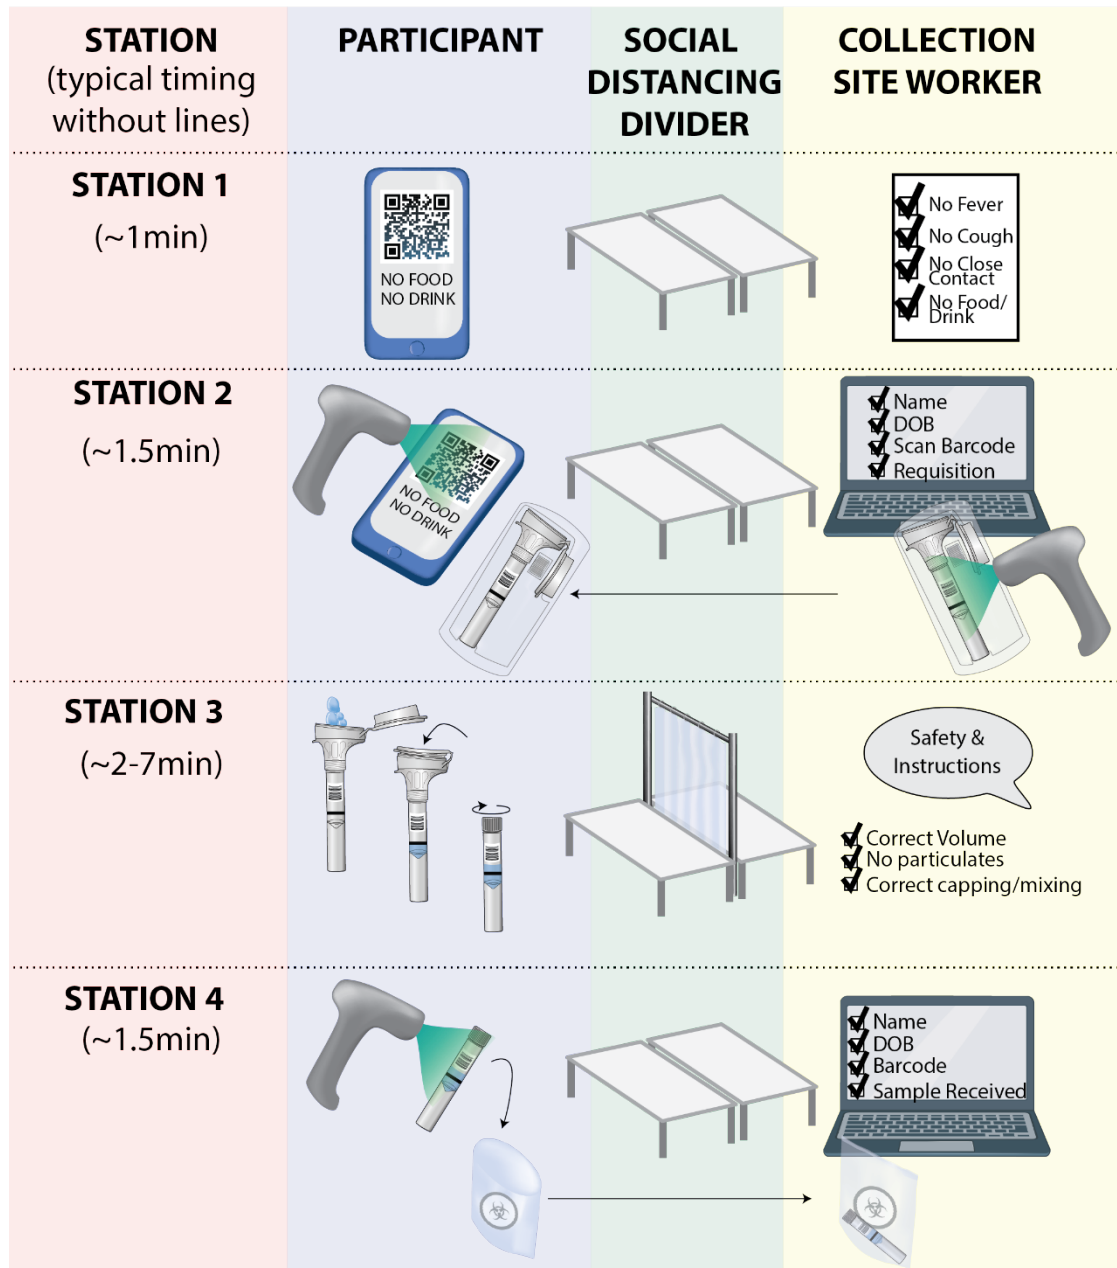 STATION
(typical timing
without lines)
PARTICIPANT
SOCIAL
DISTANCING
DIVIDER
COLLECTION
SITE WORKER
STATION 1
(~1min)
NO FOOD
NO DRINK
No Fever
No Cough
No Close
Contact
No Food/
Drink
STATION 2
(~1.5min)
NO FOOD
NO DRINK
Name
DOB
Scan Barcode
Requisition
STATION 3
(~2-7min)
Safety &
Instructions
Correct Volume
No particulates
Correct capping/mixing
STATION 4
(~1.5min)
Name
DOB
Barcode
Sample Received